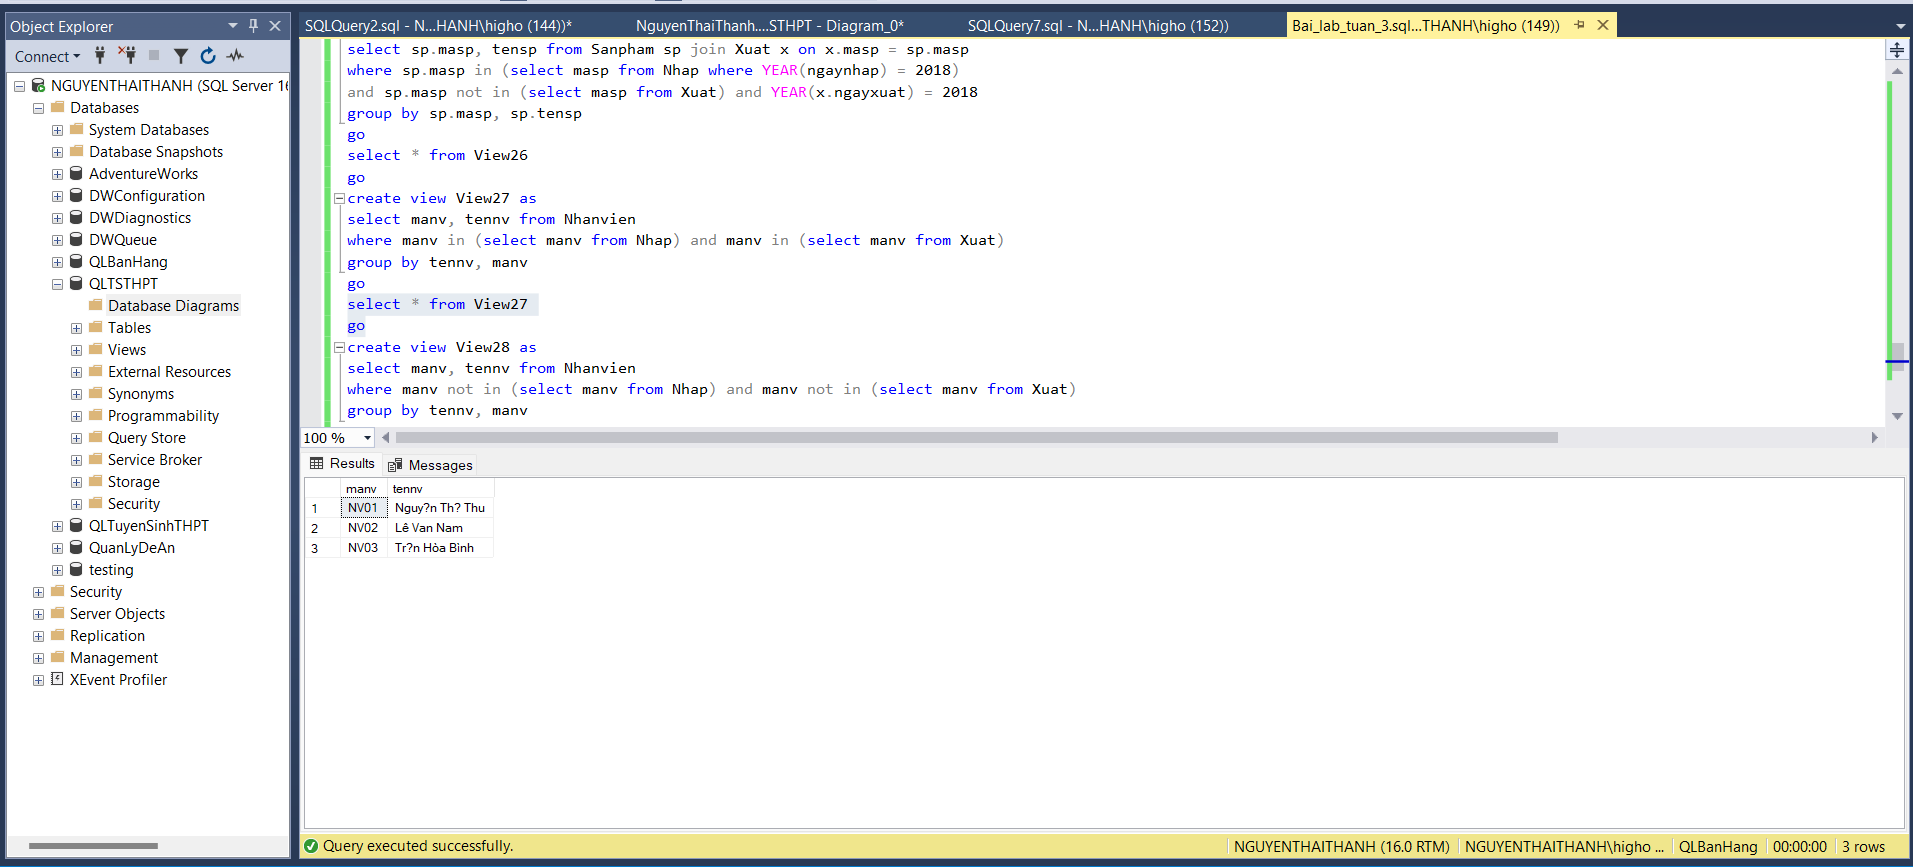 Object Explorer
Connect
NGUYENTHAITHANH (SQL Server 16
Databases
System Databases
Database Snapshots
AdventureWorks
DWConfiguration
DWDiagnostics
DWQueue
QLBanHang
QLTSTHPT
Database Diagrams
Tables
Views
External Resources
Synonyms
Programmability
Query Store
Service Broker
Storage
Security
QLTuyenSinhTHPT
QuanLyDeAn
testing
Security
Server Objects
Replication
Management
XEvent Profiler
SQLQuery2.sql - N...HANH\higho (144))*
NguyenThaiThanh....STHPT - Diagram_0*
SQLQuery7.sql - N...HANH\higho (152))
Bai_lab_tuan_3.sql...THANH\higho (149))
select sp.masp, tensp from Sanpham sp join Xuat x on x.masp = sp.masp
where sp.masp in (select masp from Nhap where YEAR(ngaynhap) = 2018)
and sp.masp not in (select masp from Xuat) and YEAR(x.ngayxuat) = 2018
group by sp.masp, sp.tensp
go
select * from View26
go
create view View27 as
select manv, tennv from Nhanvien
where manv in (select manv from Nhap) and manv in (select manv from Xuat)
group by tennv, manv
go
select * from View27
go
create view View28 as
select manv, tennv from Nhanvien
where manv not in (select manv from Nhap) and manv not in (select manv from Xuat)
group by tennv, manv
100 %
Results
Messages
manv tennv
1 NV01 Nguy?n Th? Thu
2 NV02 Lê Van Nam
3 NV03 Tr?n Hòa Bình
Query executed successfully.
NGUYENTHAITHANH (16.0 RTM)
NGUYENTHAITHANH\higho ...
QLBanHang
00:00:00
3 rows